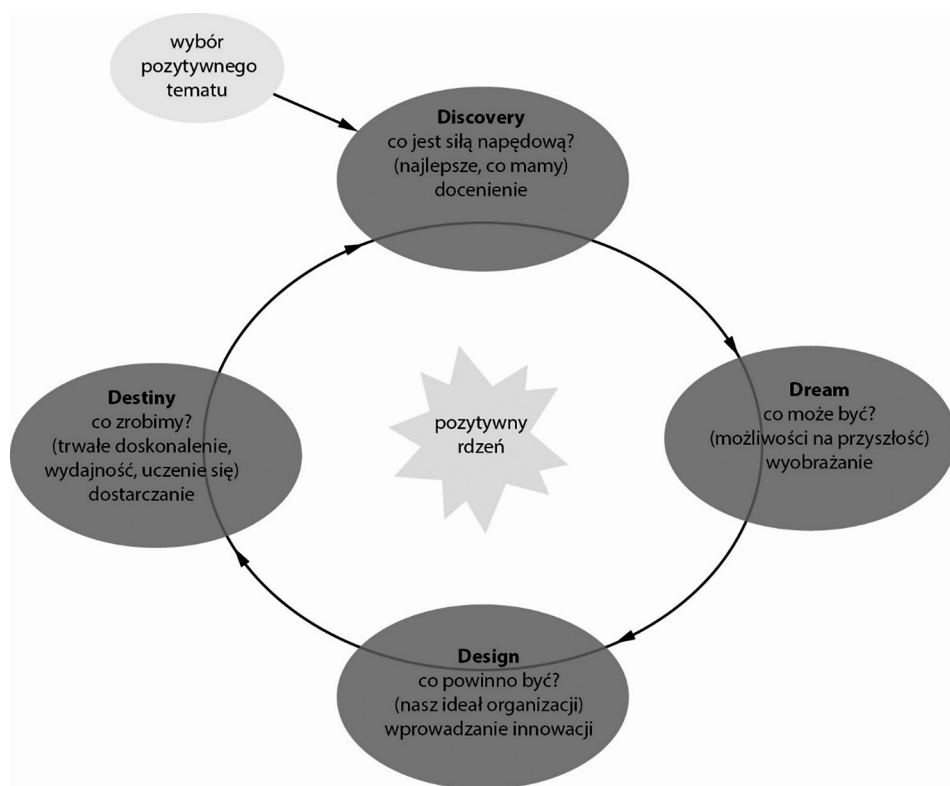 wybór
pozytywnego
tematu
Discovery
co jest siłą napędową?
(najlepsze, co mamy)
docenienie
Dream
co może być?
(możliwości na przyszłość)
wyobrażanie
Design
co powinno być?
(nasz ideał organizacji)
wprowadzanie innowacji
Destiny
co zrobimy?
(trwałe doskonalenie,
wydajność, uczenie się)
dostarczanie
pozytywny
rdzeń